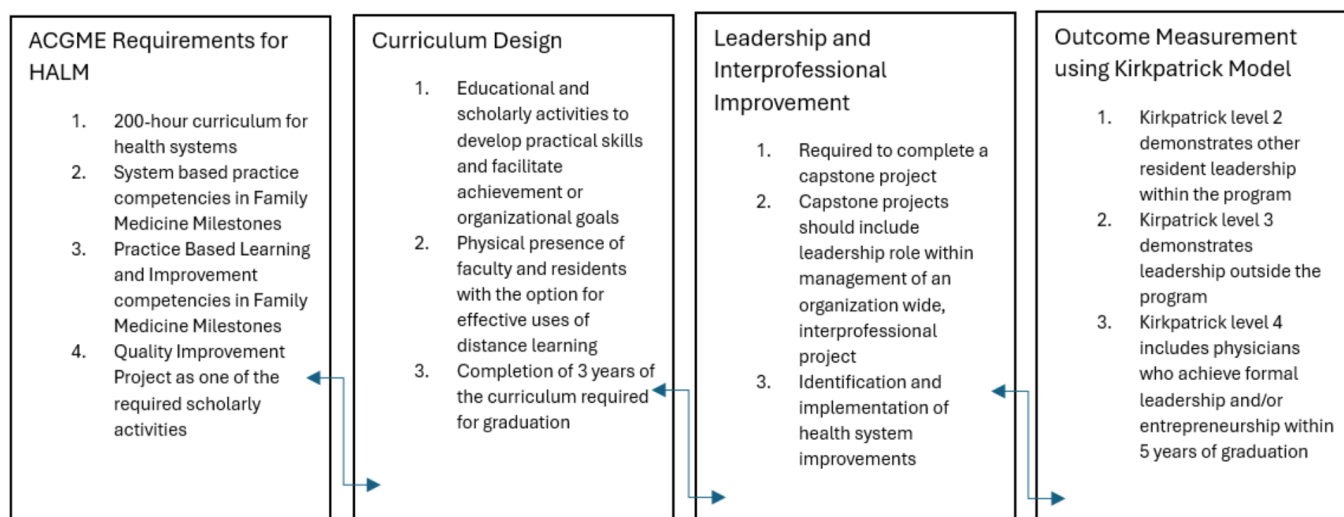 ACGME Requirements for
HALM
1. 200-hour curriculum for
health systems
2. System based practice
competencies in Family
Medicine Milestones
3. Practice Based Learning
and Improvement
competencies in Family
Medicine Milestones
4. Quality Improvement
Project as one of the
required scholarly
activities
Curriculum Design
1. Educational and
scholarly activities to
develop practical skills
and facilitate
achievement or
organizational goals
2. Physical presence of
faculty and residents
with the option for
effective uses of
distance learning
3. Completion of 3 years of
the curriculum required
for graduation
Leadership and
Interprofessional
Improvement
1. Required to complete a
capstone project
2. Capstone projects
should include
leadership role within
management of an
organization wide,
interprofessional
project
3. Identification and
implementation of
health system
improvements
Outcome Measurement
using Kirkpatrick Model
1. Kirkpatrick level 2
demonstrates other
resident leadership
within the program
2. Kirpatrick level 3
demonstrates
leadership outside the
program
3. Kirkpatrick level 4
includes physicians
who achieve formal
leadership and/or
entrepreneurship within
5 years of graduation